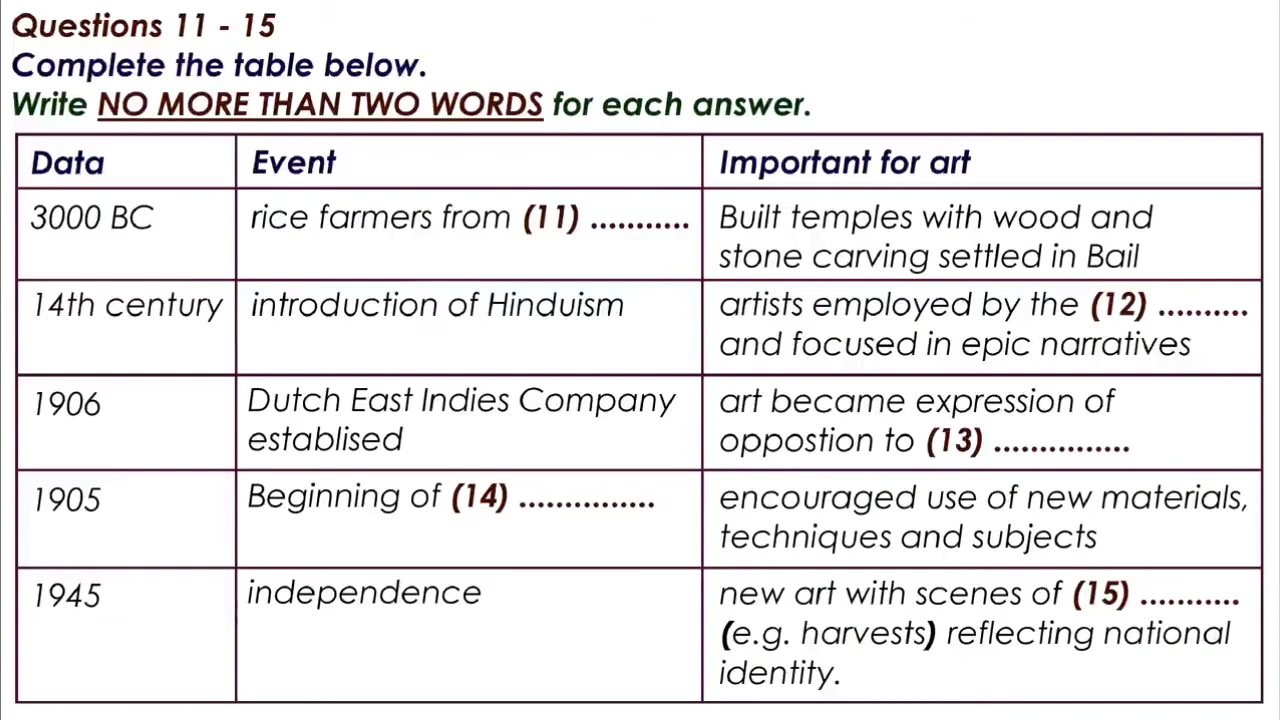 Questions 11 - 15
Complete the table below.
Write NO MORE THAN TWO WORDS for each answer.
Data
Event
Important for art
3000 BC
rice farmers from (11) ...........
Built temples with wood and
stone carving settled in Bail
14th century
introduction of Hinduism
artists employed by the (12) ..........
and focused in epic narratives
1906
Dutch East Indies Company
establised
art became expression of
oppostion to (13) ...............
1905
Beginning of (14) ...............
encouraged use of new materials,
techniques and subjects
1945
independence
new art with scenes of (15) ...........
(e.g. harvests) reflecting national
identity.